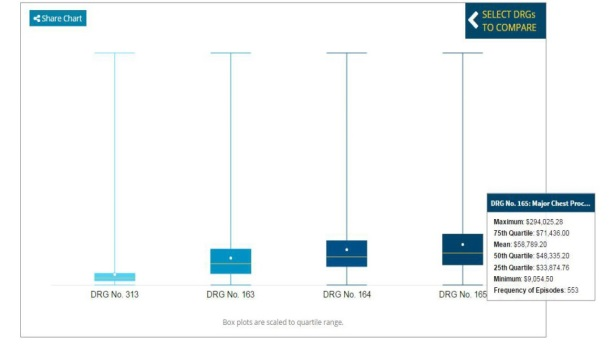 Share Chart
SELECT DRGs
TO COMPARE
DRG No. 165: Major Chest Proc...
Maximum: $294,025.28
75th Quartile: $71,436.00
Mean: $58,789.20
50th Quartile: $48,335.20
25th Quartile: $33,874.76
Minimum: $9,054.50
Frequency of Episodes: 553
DRG No. 313 DRG No. 163 DRG No. 164 DRG No. 165
Box plots are scaled to quartile range.